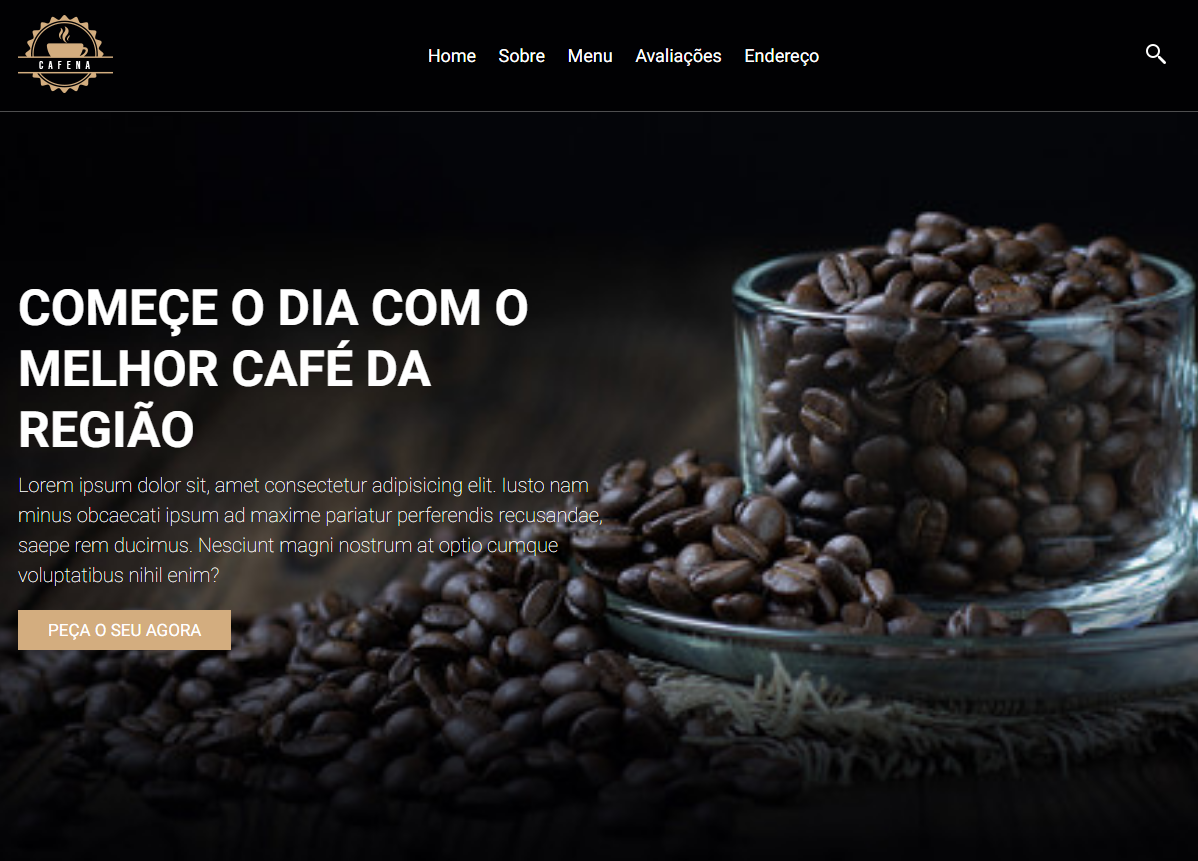 CAFENA
Home Sobre Menu Avaliações Endereço
COMEÇE O DIA COM O
MELHOR CAFÉ DA
REGIÃO
Lorem ipsum dolor sit, amet consectetur adipisicing elit. Iusto nam
minus obcaecati ipsum ad maxime pariatur perferendis recusandae,
saepe rem ducimus. Nesciunt magni nostrum at optio cumque
voluptatibus nihil enim?
PEÇA O SEU AGORA